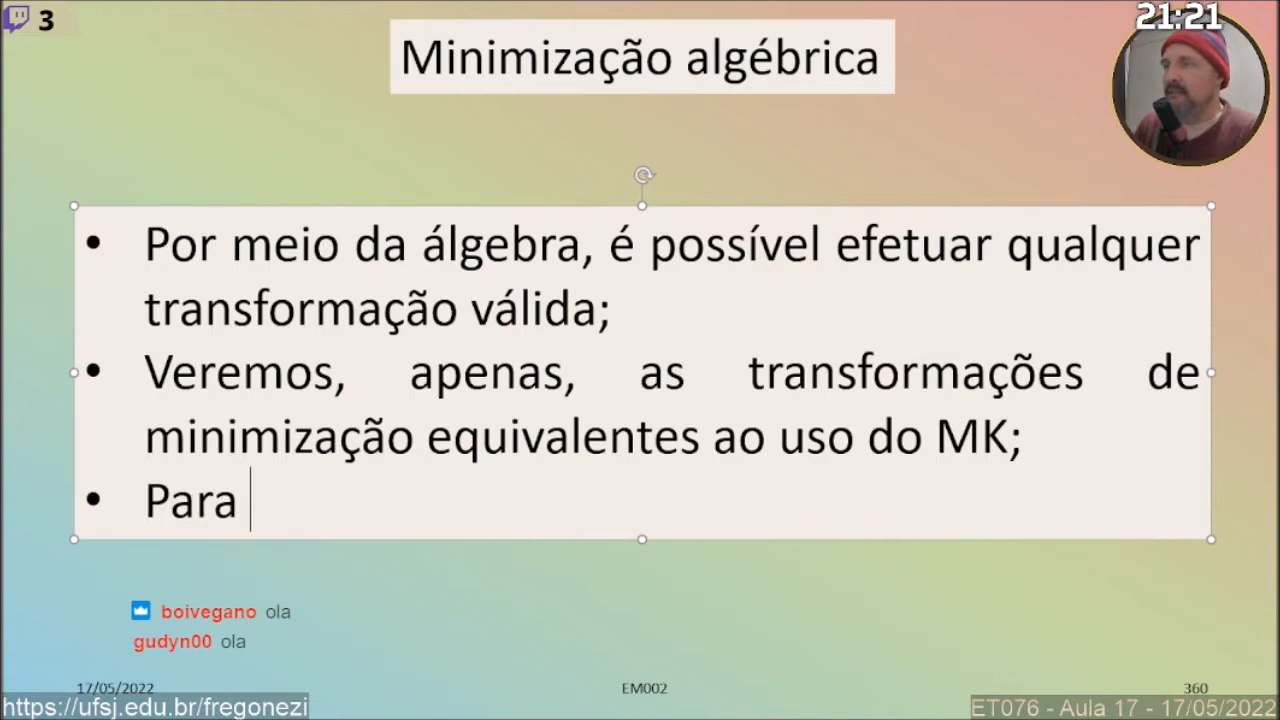 3
21:21
Minimização algébrica
• Por meio da álgebra, é possível efetuar qualquer
transformação válida;
• Veremos, apenas, as transformações de
minimização equivalentes ao uso do MK;
• Para
boivegano ola
gudyn00 ola
17/05/2022
EM002
360
https://ufsj.edu.br/fregonezi
ET076 - Aula 17 - 17/05/2022